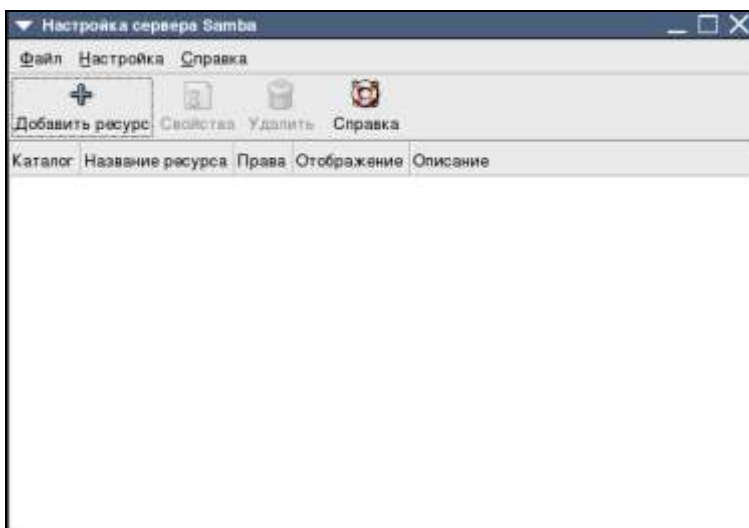 Настройка сервера Samba
Файл Настройка Справка
Добавить ресурс Свойства Удалить Справка
Каталог Название ресурса Права Отображение Описание